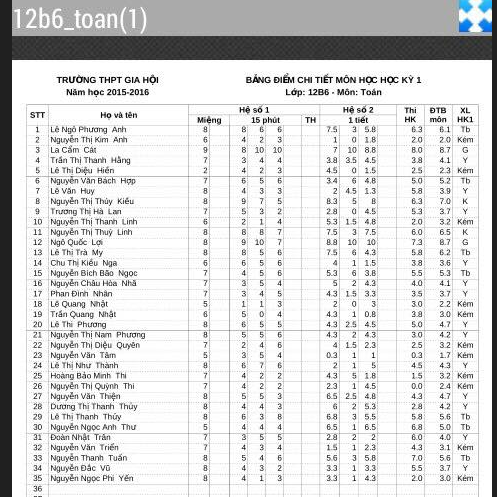 12b6_toan(1)
TRƯỜNG THPT GIA HỘI
BẢNG ĐIỂM CHI TIẾT MÔN HỌC HỌC KỲ 1
Năm học 2015-2016
Lớp: 12B6 - Môn: Toán
STT Họ và tên Hệ số 1 Hệ số 2 Thi HK ĐTB môn XL HK1
Miệng 15 phút TH 1 tiết
1 Lê Ngô Phương Anh 8 8 6 6 7.5 3 5.8 6.3 6.1 Tb
2 Nguyễn Thị Kim Anh 6 4 2 3 1 0 1.8 2.0 2.0 Kém
3 La Cẩm Cát 9 8 10 10 7 10 8.8 8.0 8.7 G
4 Trần Thị Thanh Hằng 7 3 4 4 3.8 3.5 4.5 3.8 4.1 Y
5 Lê Thị Diệu Hiền 2 4 2 3 4.5 0 1.5 2.5 2.3 Kém
6 Nguyễn Văn Bách Hợp 7 6 5 6 3.4 6 4.8 5.0 5.2 Tb
7 Lê Văn Huy 8 4 3 3 2 4.5 1.3 5.8 3.9 Y
8 Nguyễn Thị Thúy Kiều 8 9 7 5 8.3 5 8 6.3 7.0 K
9 Trương Thị Hà Lan 7 5 3 2 2.8 0 4.5 5.3 3.7 Y
10 Nguyễn Thị Thanh Linh 6 2 1 4 5.3 1.5 4.8 2.0 3.2 Kém
11 Nguyễn Thị Thuỳ Linh 8 8 8 7 7.5 3 7.5 6.0 6.5 K
12 Ngô Quốc Lợi 8 9 10 7 8.8 10 10 7.3 8.7 G
13 Lê Thị Trà My 8 8 5 6 7.5 6 4.3 5.8 6.2 Tb
14 Chu Thị Kiều Nga 6 6 5 6 4 1 1.5 3.8 3.6 Y
15 Nguyễn Bích Bảo Ngọc 7 4 5 6 5.3 6 3.8 5.5 5.3 Tb
16 Nguyễn Châu Hòa Nhã 7 3 5 4 5 2 4.3 4.0 4.1 Y
17 Phan Đình Nhân 7 3 4 5 4.3 1.5 3.3 3.5 3.7 Y
18 Lê Quang Nhật 5 1 1 3 2 0 3 3.0 2.2 Kém
19 Trần Quang Nhật 6 5 0 4 4.3 1 0.8 3.8 3.0 Kém
20 Lê Thi Phương 8 6 5 5 4.3 2.5 4.5 5.0 4.7 Y
21 Nguyễn Thị Nam Phương 8 5 5 6 4.3 2 4.3 3.0 4.2 Y
22 Nguyễn Thị Diệu Quyên 7 2 4 6 4 1.5 2.3 2.5 3.2 Kém
23 Nguyễn Văn Tâm 5 3 5 4 0.3 1 1 0.3 1.7 Kém
24 Lê Thị Như Thành 8 6 7 6 2 1 5 4.5 4.3 Y
25 Hoàng Bảo Minh Thi 7 4 2 2 4.3 5 1.8 1.5 3.2 Kém
26 Nguyễn Thị Quỳnh Thi 7 4 2 2 2.3 1 4.5 0.0 2.4 Kém
27 Nguyễn Văn Thiện 8 5 5 3 6.5 2.5 4.8 4.3 4.7 Y
28 Dương Thị Thanh Thủy 8 4 4 3 6 2 5.3 2.8 4.2 Y
29 Lê Thị Thanh Thủy 8 6 3 8 6.8 3 5.5 5.8 5.6 Tb
30 Nguyễn Ngọc Anh Thư 5 4 4 4 6.5 1 6.5 6.8 5.0 Tb
31 Đoàn Nhật Trân 7 3 5 5 2.8 2 2 6.0 4.0 Y
32 Nguyễn Văn Triển 7 4 3 4 1.5 1 2.3 4.3 3.1 Kém
33 Nguyễn Thanh Tuấn 8 5 4 6 5.6 3 5.8 7.0 5.6 Tb
34 Nguyễn Đắc Vũ 8 4 3 2 3.3 1 3.3 5.5 3.7 Y
35 Nguyễn Ngọc Phi Yến 8 4 1 3 3.3 1 4.3 2.0 3.0 Kém
36